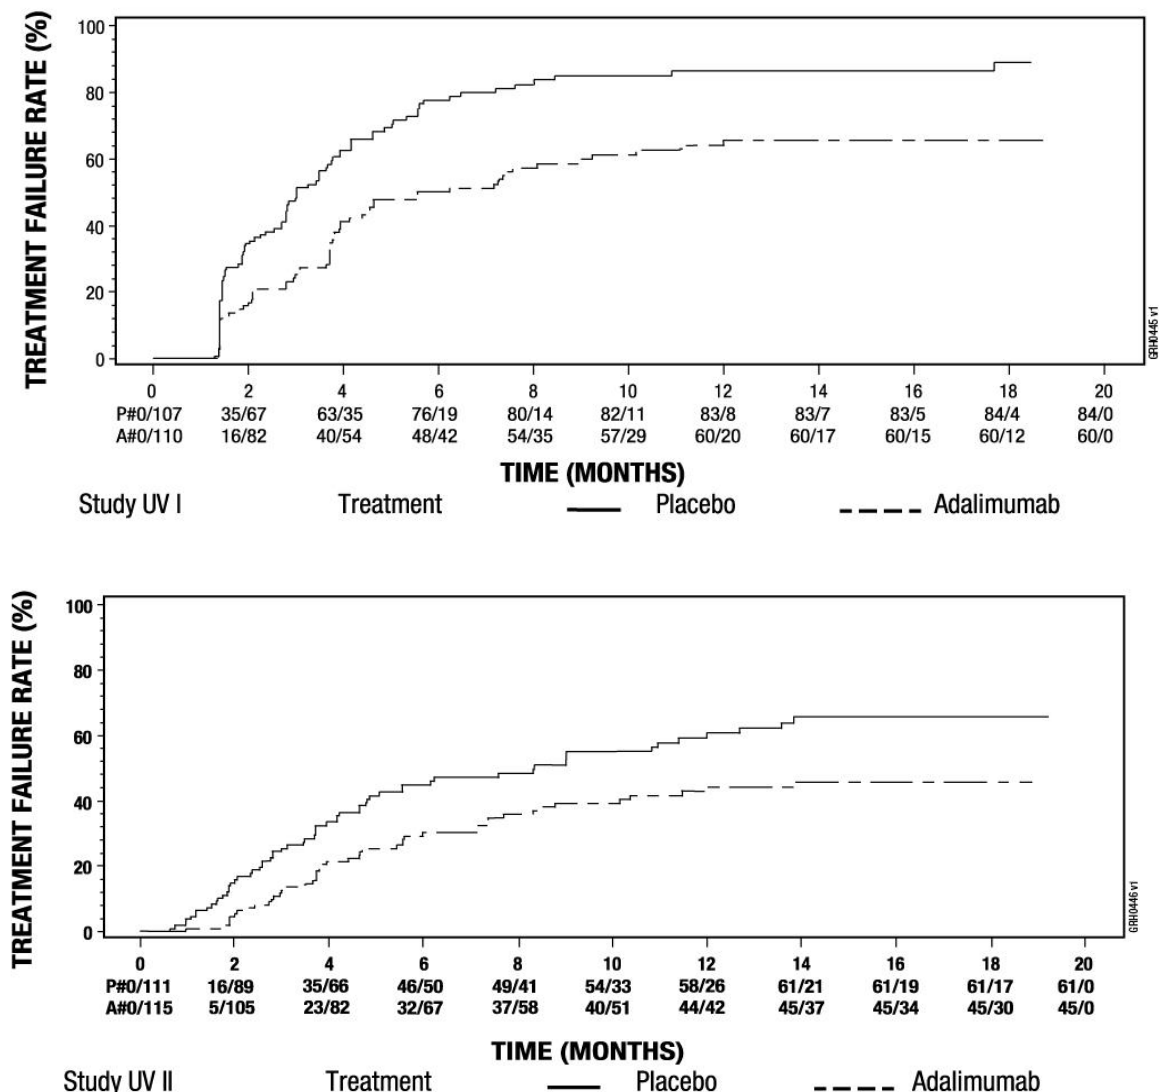 TREATMENT FAILURE RATE (%)
100
80
60
40
20
0
GRH0445 v1
0 2 4 6 8 10 12 14 16 18 20
P#0/107 35/67 63/35 76/19 80/14 82/11 83/8 83/7 83/5 84/4 84/0
A#0/110 16/82 40/54 48/42 54/35 57/29 60/20 60/17 60/15 60/12 60/0
TIME (MONTHS)
Study UV I Treatment Placebo Adalimumab
TREATMENT FAILURE RATE (%)
100
80
60
40
20
0
GRH0446 v1
0 2 4 6 8 10 12 14 16 18 20
P#0/111 16/89 35/66 46/50 49/41 54/33 58/26 61/21 61/19 61/17 61/0
A#0/115 5/105 23/82 32/67 37/58 40/51 44/42 45/37 45/34 45/30 45/0
TIME (MONTHS)
Study UV II Treatment Placebo Adalimumab